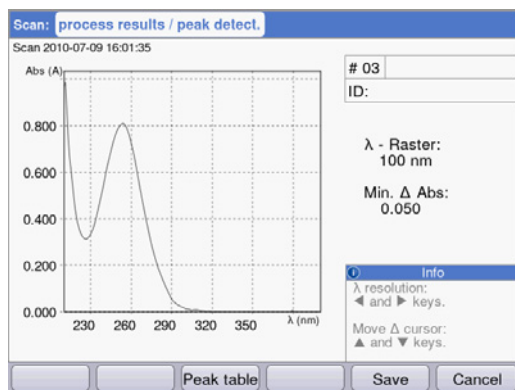 Scan: process results / peak detect.
Scan 2010-07-09 16:01:35
Abs (A)
# 03
ID:
0.800
0.600
0.400
0.200
0.000
230 260 290 320 350 λ (nm)
λ - Raster:
100 nm
Min. Δ Abs:
0.050
i Info
λ resolution:
◀ and ▶ keys.
Move Δ cursor:
▲ and ▼ keys.
Peak table Save Cancel